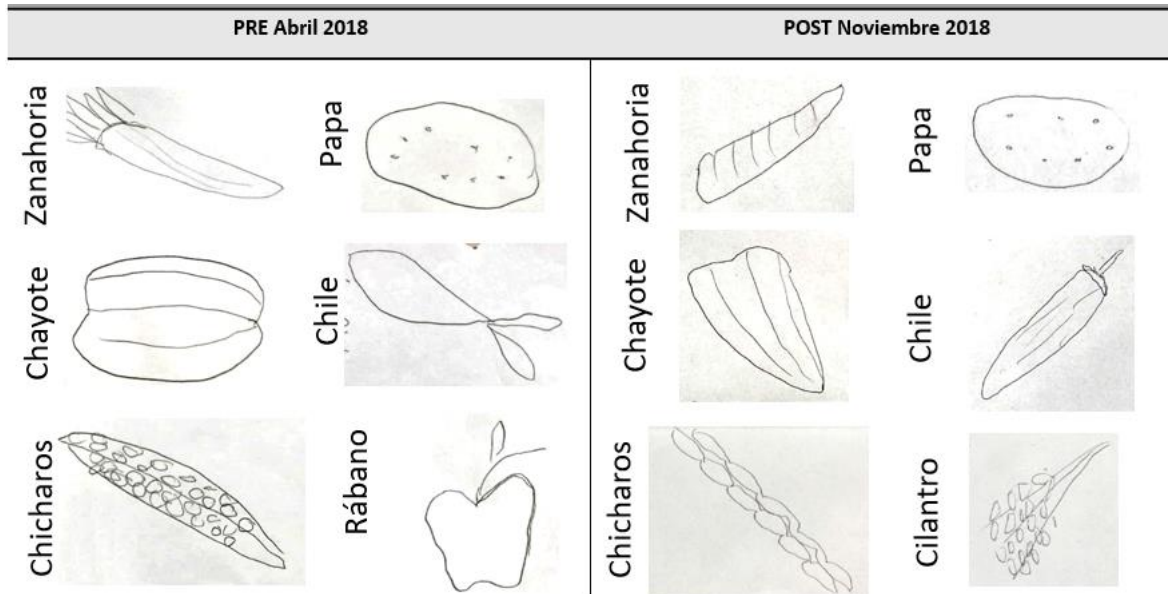 PRE Abril 2018
POST Noviembre 2018
Zanahoria
Papa
Zanahoria
Papa
Chayote
Chile
Chayote
Chile
Chicharos
Rábano
Chicharos
Cilantro